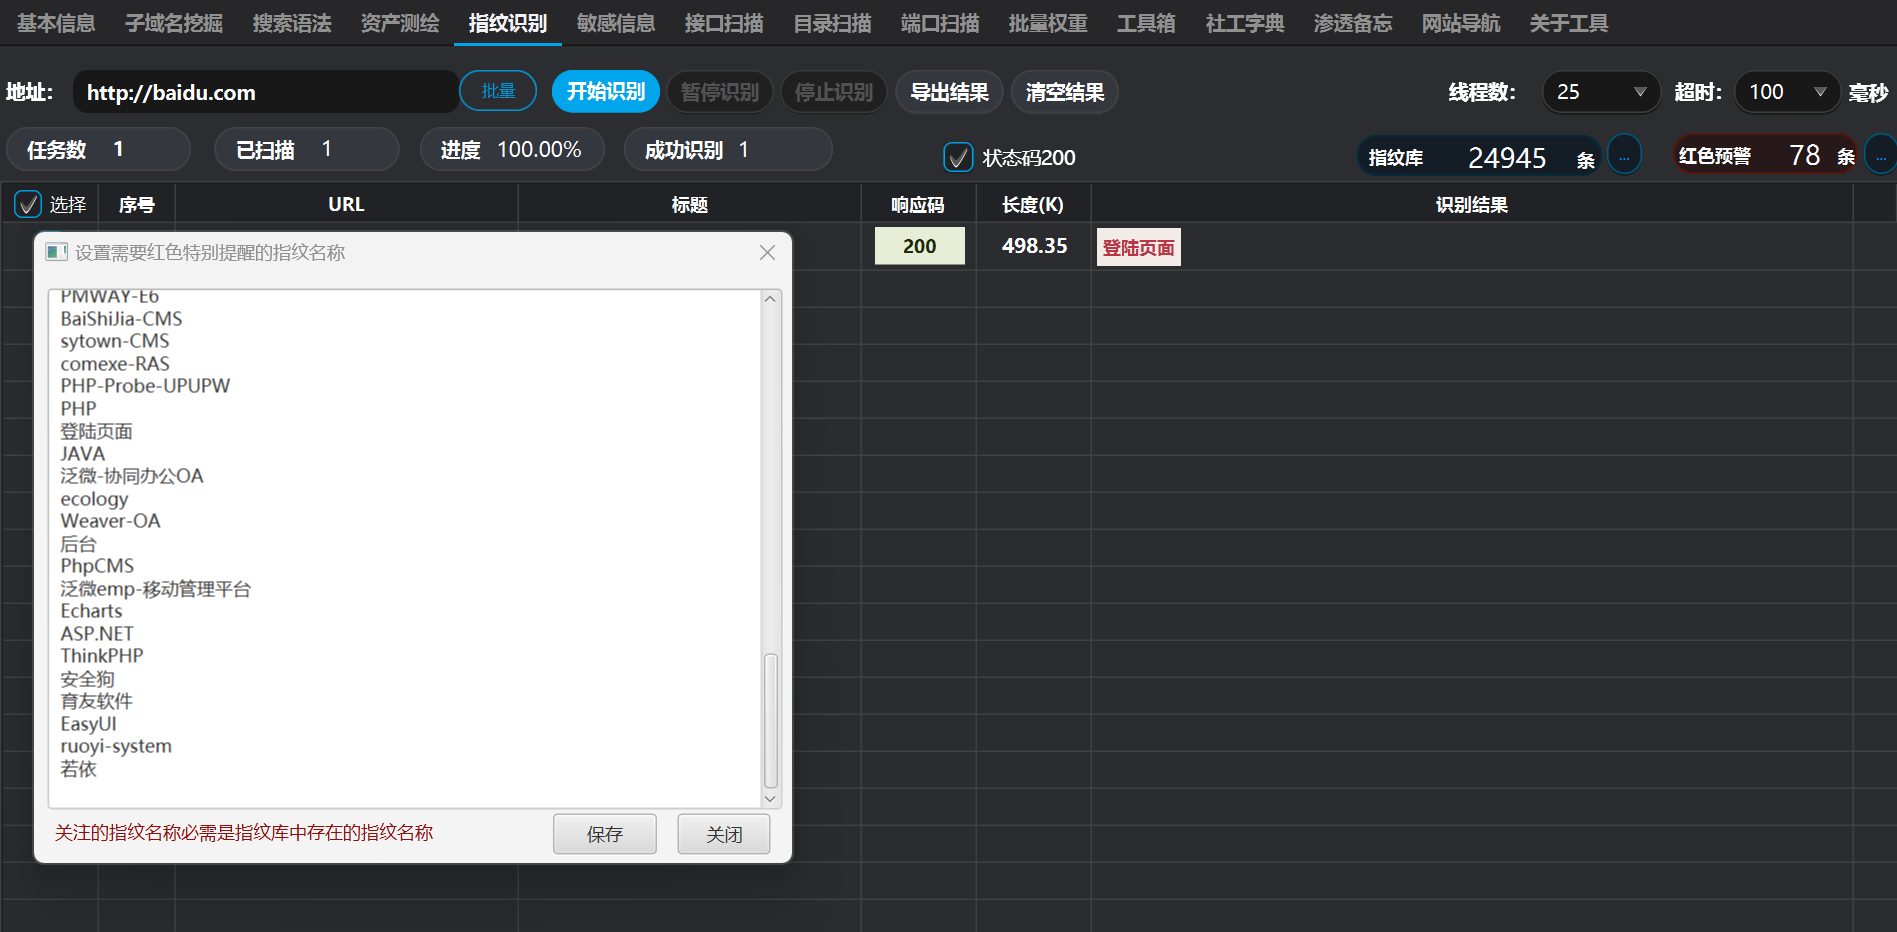 基本信息 子域名挖掘 搜索语法 资产测绘 指纹识别 敏感信息 接口扫描 目录扫描 端口扫描 批量权重 工具箱 社工字典 渗透备忘 网站导航 关于工具
地址: http://baidu.com 批量 开始识别 暂停识别 停止识别 导出结果 清空结果 线程数: 25 超时: 100 毫秒
任务数 1 已扫描 1 进度 100.00% 成功识别 1 状态码200 指纹库 24945 条 ... 红色预警 78 条 ...
选择 序号 URL 标题 响应码 长度(K) 识别结果
200 498.35 登陆页面
设置需要红色特别提醒的指纹名称
PMWAY-E6
BaiShiJia-CMS
sytown-CMS
comexe-RAS
PHP-Probe-UPUPW
PHP
登陆页面
JAVA
泛微-协同办公OA
ecology
Weaver-OA
后台
PhpCMS
泛微emp-移动管理平台
Echarts
ASP.NET
ThinkPHP
安全狗
育友软件
EasyUI
ruoyi-system
若依
关注的指纹名称必需是指纹库中存在的指纹名称 保存 关闭